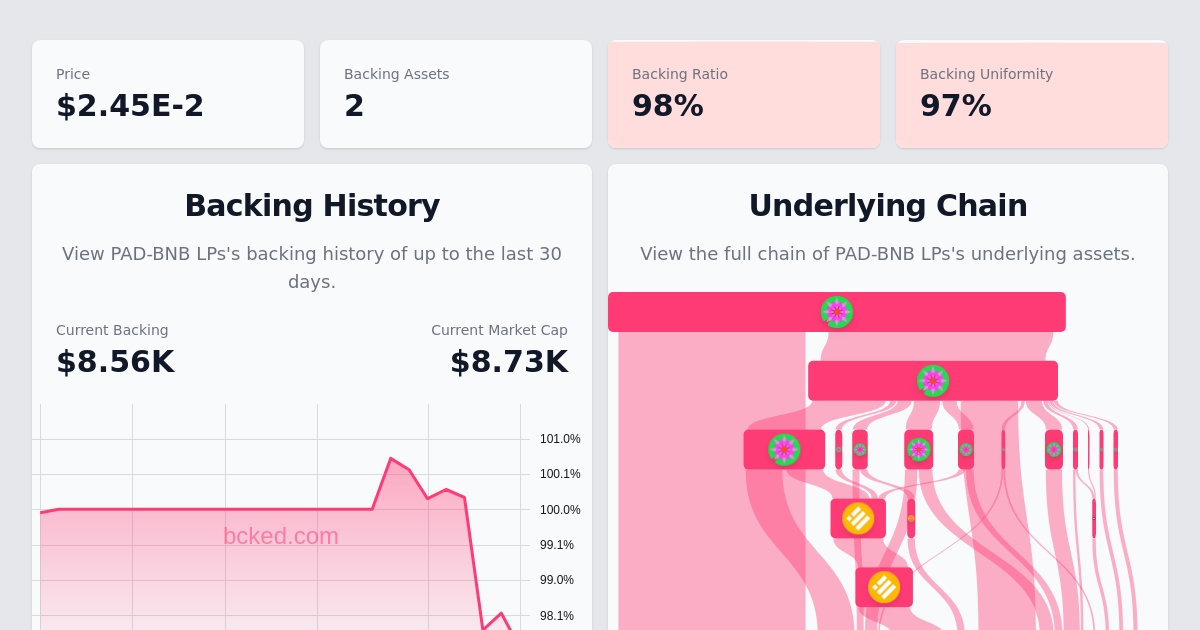 Price
$2.45E-2
Backing Assets
2
Backing Ratio
98%
Backing Uniformity
97%
Backing History
View PAD-BNB LPs's backing history of up to the last 30
days.
Current Backing
$8.56K
Current Market Cap
$8.73K
101.0%
100.1%
100.0%
99.1%
99.0%
98.1%
bcked.com
Underlying Chain
View the full chain of PAD-BNB LPs's underlying assets.